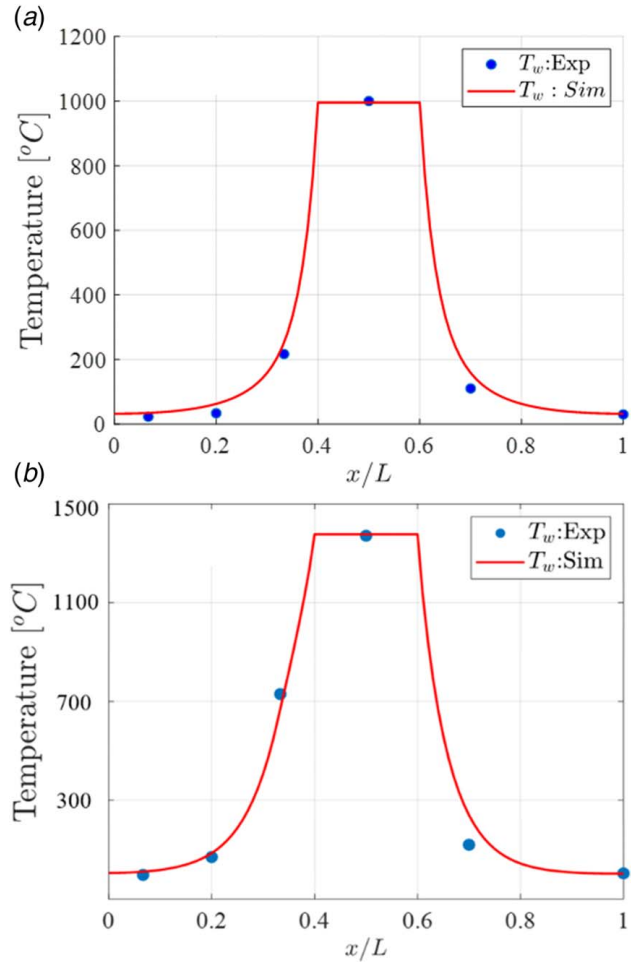 (a)
1200
1000
800
600
400
200
0
Temperature [°C]
T_w:Exp
T_w : Sim
0 0.2 0.4 0.6 0.8 1
x/L
(b)
1500
1100
700
300
Temperature [°C]
T_w:Exp
T_w:Sim
0 0.2 0.4 0.6 0.8 1
x/L